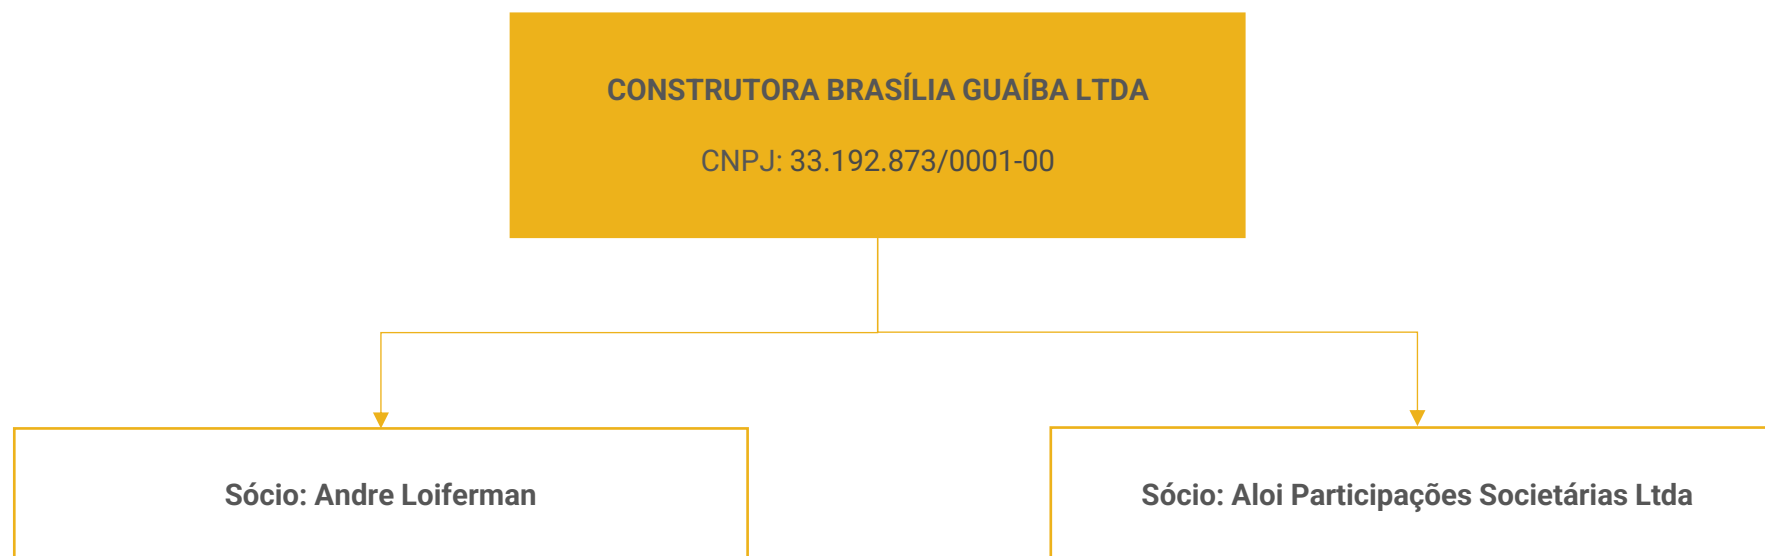 CONSTRUTORA BRASÍLIA GUAÍBA LTDA
CNPJ: 33.192.873/0001-00
Sócio: Andre Loiferman
Sócio: Aloi Participações Societárias Ltda